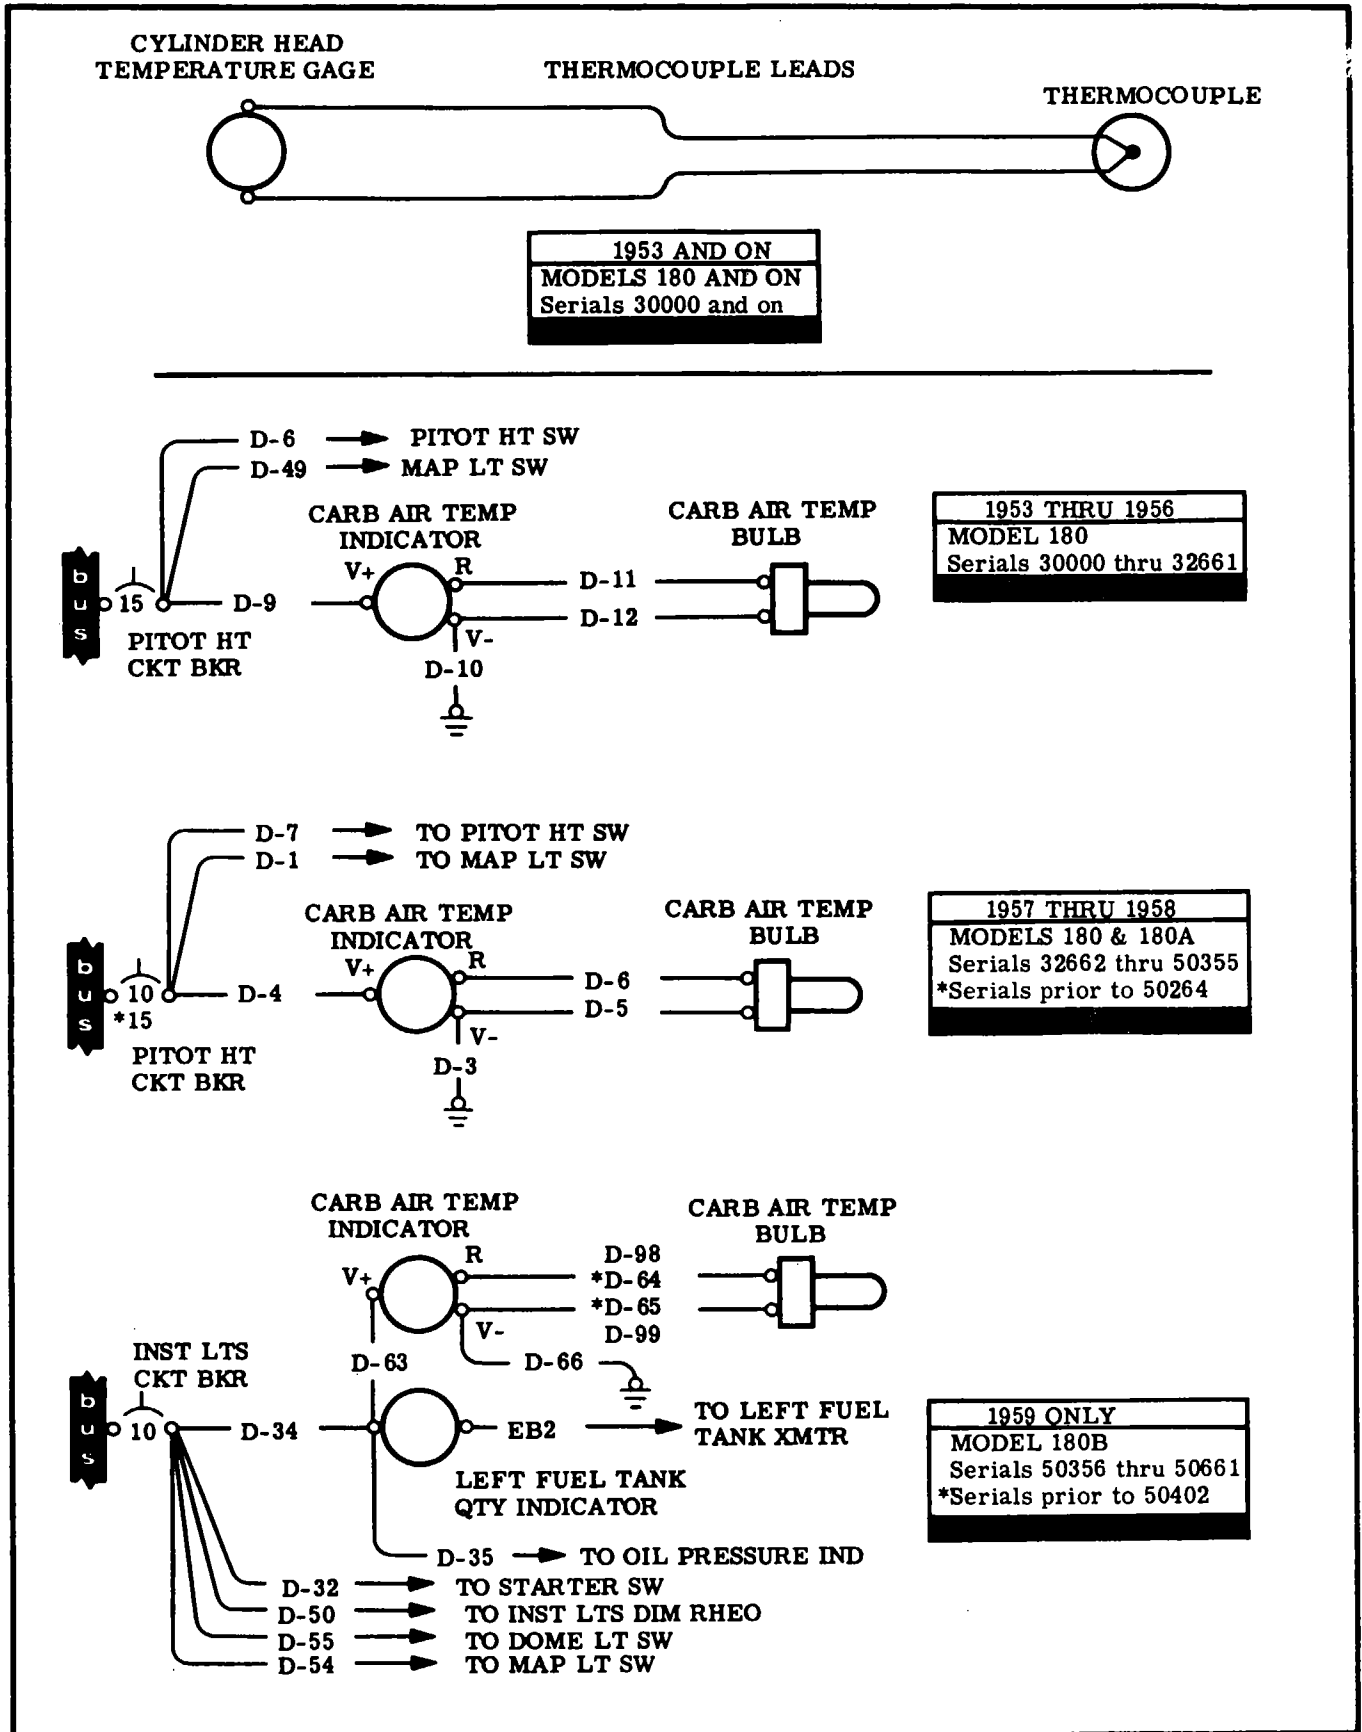 CYLINDER HEAD
TEMPERATURE GAGE
THERMOCOUPLE LEADS
THERMOCOUPLE
1953 AND ON
MODELS 180 AND ON
Serials 30000 and on
D-6
PITOT HT SW
D-49
MAP LT SW
CARB AIR TEMP
INDICATOR
CARB AIR TEMP
BULB
1953 THRU 1956
MODEL 180
Serials 30000 thru 32661
bus
15
PITOT HT
CKT BKR
D-9
V+
R
V-
D-11
D-12
D-10
D-7
TO PITOT HT SW
D-1
TO MAP LT SW
CARB AIR TEMP
INDICATOR
CARB AIR TEMP
BULB
1957 THRU 1958
MODELS 180 & 180A
Serials 32662 thru 50355
*Serials prior to 50264
bus
10
*15
PITOT HT
CKT BKR
D-4
V+
R
V-
D-6
D-5
D-3
CARB AIR TEMP
INDICATOR
CARB AIR TEMP
BULB
V+
R
V-
D-98
*D-64
*D-65
D-99
D-66
D-63
INST LTS
CKT BKR
bus
10
D-34
EB2
TO LEFT FUEL
TANK XMTR
LEFT FUEL TANK
QTY INDICATOR
1959 ONLY
MODEL 180B
Serials 50356 thru 50661
*Serials prior to 50402
D-35
TO OIL PRESSURE IND
D-32
TO STARTER SW
D-50
TO INST LTS DIM RHEO
D-55
TO DOME LT SW
D-54
TO MAP LT SW